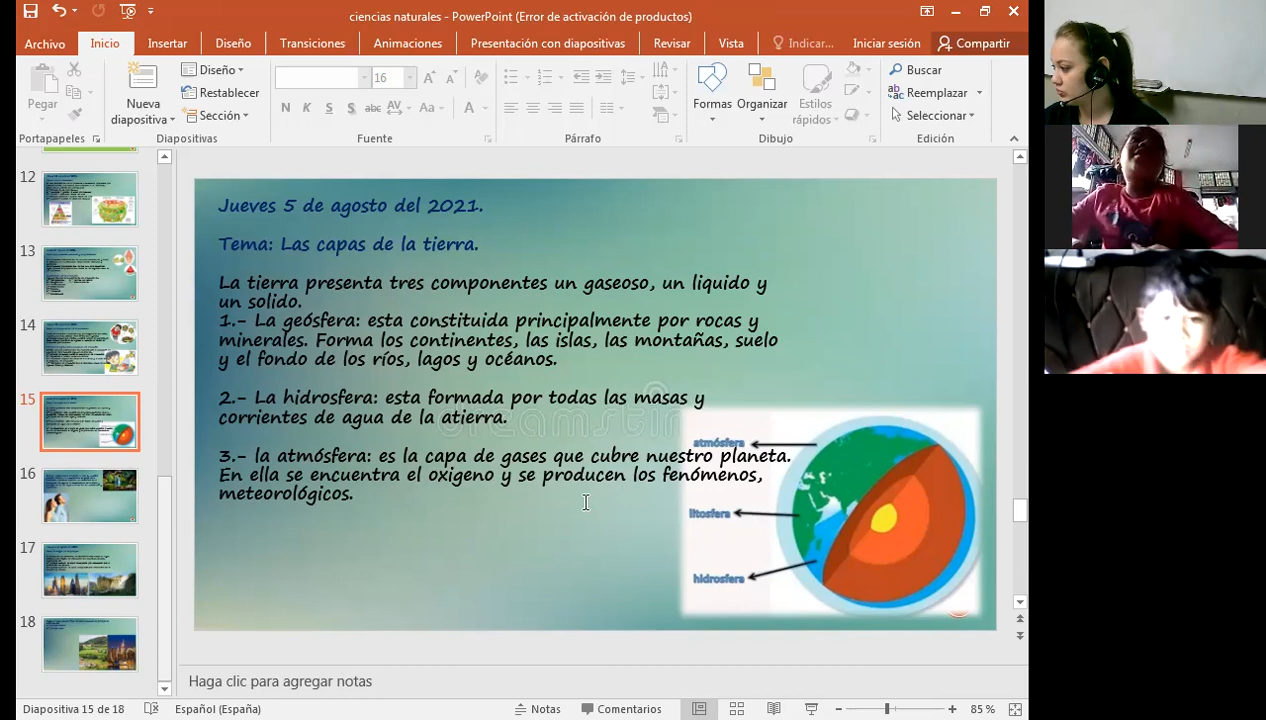 ciencias naturales - PowerPoint (Error de activación de productos)
Archivo
Inicio
Insertar
Diseño
Transiciones
Animaciones
Presentación con diapositivas
Revisar
Vista
Indicar...
Iniciar sesión
Compartir
Pegar
Portapapeles
Nueva
diapositiva
Diseño
Restablecer
Sección
Diapositivas
16
N K S S abc AV Aa A
Fuente
Párrafo
Formas
Organizar
Estilos
rápidos
Dibujo
Buscar
Reemplazar
Seleccionar
Edición
12
13
14
15
16
17
18
Jueves 5 de agosto del 2021.
Tema: Las capas de la tierra.
La tierra presenta tres componentes un gaseoso, un liquido y
un solido.
1.- La geósfera: esta constituida principalmente por rocas y
minerales. Forma los continentes, las islas, las montañas, suelo
y el fondo de los ríos, lagos y océanos.
2.- La hidrosfera: esta formada por todas las masas y
corrientes de agua de la atierra.
3.- la atmósfera: es la capa de gases que cubre nuestro planeta.
En ella se encuentra el oxigeno y se producen los fenómenos,
meteorológicos.
atmósfera
litosfera
hidrosfera
Haga clic para agregar notas
Diapositiva 15 de 18
Español (España)
Notas
Comentarios
85 %